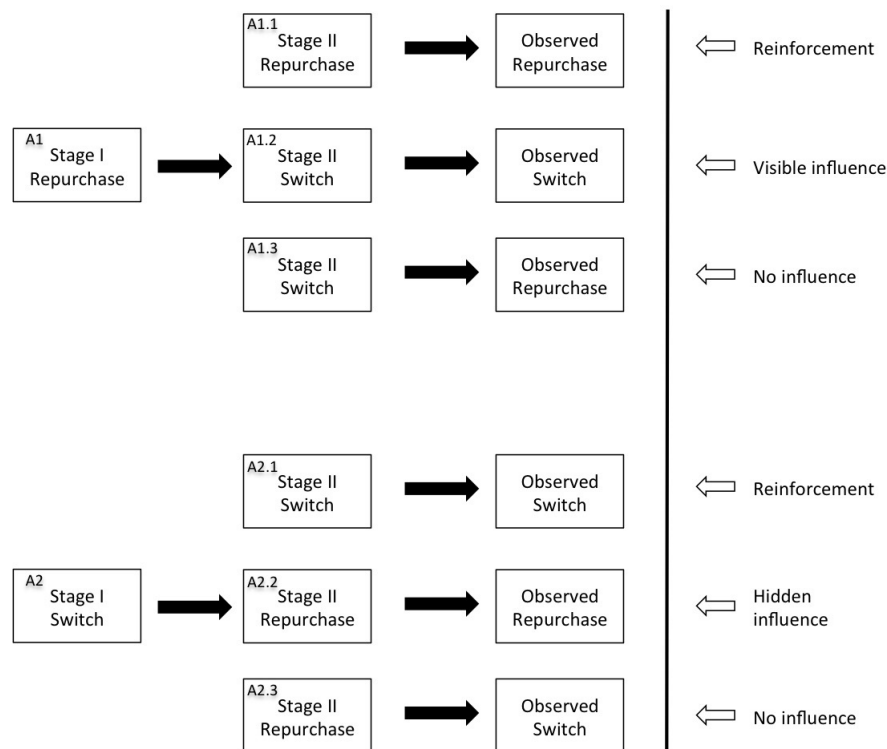 A1.1
Stage II
Repurchase
Observed
Repurchase
Reinforcement
A1
Stage I
Repurchase
A1.2
Stage II
Switch
Observed
Switch
Visible influence
A1.3
Stage II
Switch
Observed
Repurchase
No influence
A2.1
Stage II
Switch
Observed
Switch
Reinforcement
A2
Stage I
Switch
A2.2
Stage II
Repurchase
Observed
Repurchase
Hidden
influence
A2.3
Stage II
Repurchase
Observed
Switch
No influence